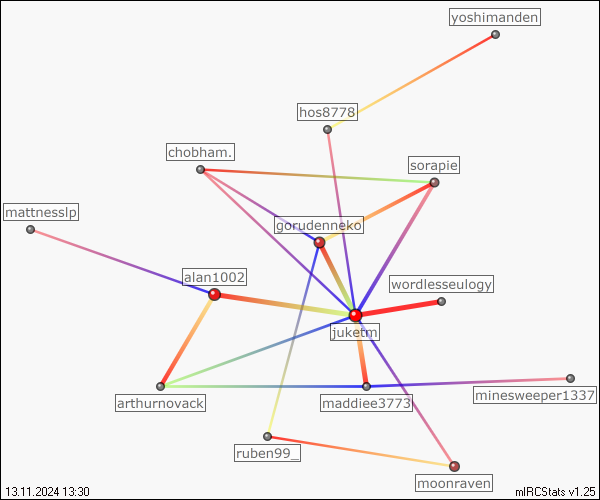 yoshimanden
hos8778
chobham.
sorapie
mattnesslp
gorudenneko
alan1002
wordlesseulogy
juketm
arthurnovack
maddiee3773
minesweeper1337
ruben99_
moonraven
13.11.2024 13:30
mIRCStats v1.25